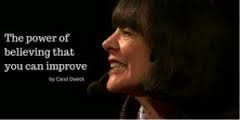 The power of
believing that
you can improve
by Carol Dweck